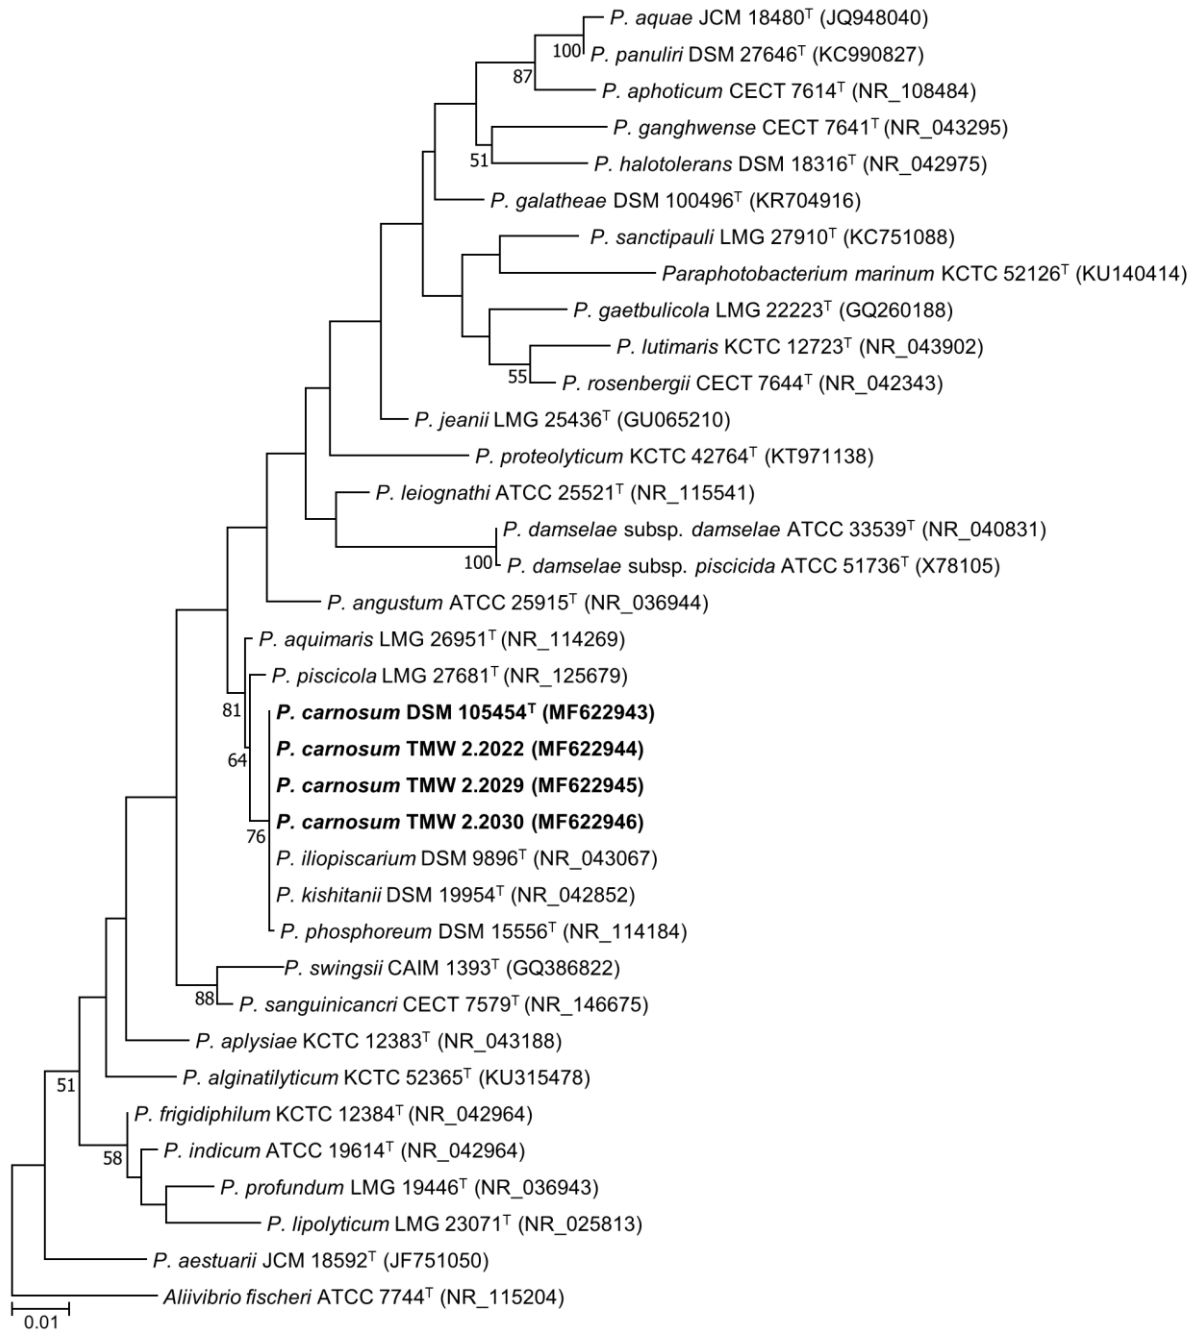 P. aquae JCM 18480ᵀ (JQ948040)
100
P. panuliri DSM 27646ᵀ (KC990827)
87
P. aphoticum CECT 7614ᵀ (NR_108484)
P. ganghwense CECT 7641ᵀ (NR_043295)
51
P. halotolerans DSM 18316ᵀ (NR_042975)
P. galatheae DSM 100496ᵀ (KR704916)
P. sanctipauli LMG 27910ᵀ (KC751088)
Paraphotobacterium marinum KCTC 52126ᵀ (KU140414)
P. gaetbulicola LMG 22223ᵀ (GQ260188)
P. lutimaris KCTC 12723ᵀ (NR_043902)
55
P. rosenbergii CECT 7644ᵀ (NR_042343)
P. jeanii LMG 25436ᵀ (GU065210)
P. proteolyticum KCTC 42764ᵀ (KT971138)
P. leiognathi ATCC 25521ᵀ (NR_115541)
P. damselae subsp. damselae ATCC 33539ᵀ (NR_040831)
100
P. damselae subsp. piscicida ATCC 51736ᵀ (X78105)
P. angustum ATCC 25915ᵀ (NR_036944)
P. aquimaris LMG 26951ᵀ (NR_114269)
P. piscicola LMG 27681ᵀ (NR_125679)
81
P. carnosum DSM 105454ᵀ (MF622943)
P. carnosum TMW 2.2022 (MF622944)
64
P. carnosum TMW 2.2029 (MF622945)
P. carnosum TMW 2.2030 (MF622946)
76
P. iliopiscarium DSM 9896ᵀ (NR_043067)
P. kishitanii DSM 19954ᵀ (NR_042852)
P. phosphoreum DSM 15556ᵀ (NR_114184)
P. swingsii CAIM 1393ᵀ (GQ386822)
88
P. sanguinicancri CECT 7579ᵀ (NR_146675)
P. aplysiae KCTC 12383ᵀ (NR_043188)
P. alginatilyticum KCTC 52365ᵀ (KU315478)
51
P. frigidiphilum KCTC 12384ᵀ (NR_042964)
P. indicum ATCC 19614ᵀ (NR_042964)
58
P. profundum LMG 19446ᵀ (NR_036943)
P. lipolyticum LMG 23071ᵀ (NR_025813)
P. aestuarii JCM 18592ᵀ (JF751050)
Aliivibrio fischeri ATCC 7744ᵀ (NR_115204)
0.01